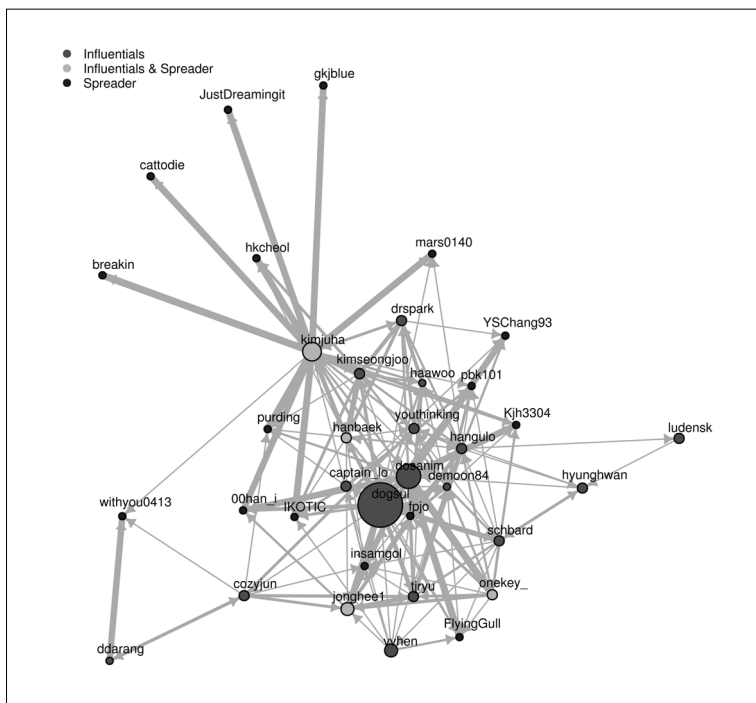 Influentials
Influentials & Spreader
Spreader
gkjblue
JustDreamingit
cattodie
hkcheol
mars0140
breakin
drspark
YSChang93
kimjuha
kimseongjoo
haawoo
pbk101
purding
hanbaek
youthinking
Kjh3304
hangulo
ludensk
captain_lo
dosanim
demoon84
hyunghwan
dogsul
withyou0413
00han_i
IKOTIC
fpjo
schbard
insamgol
cozyjun
jonghee1
tiryu
onekey_
FlyingGull
vvhen
ddarang